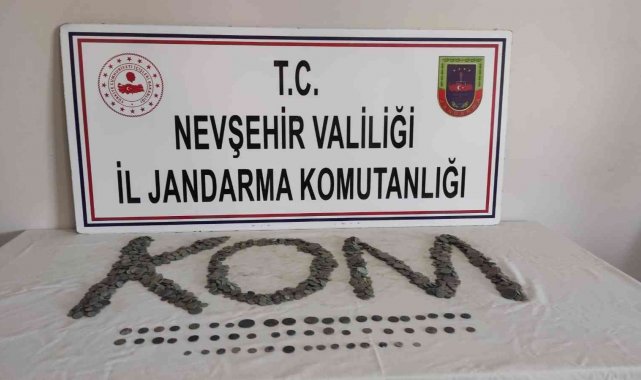 T.C.
NEVŞEHİR VALİLİĞİ
İL JANDARMA KOMUTANLIĞI
KOM